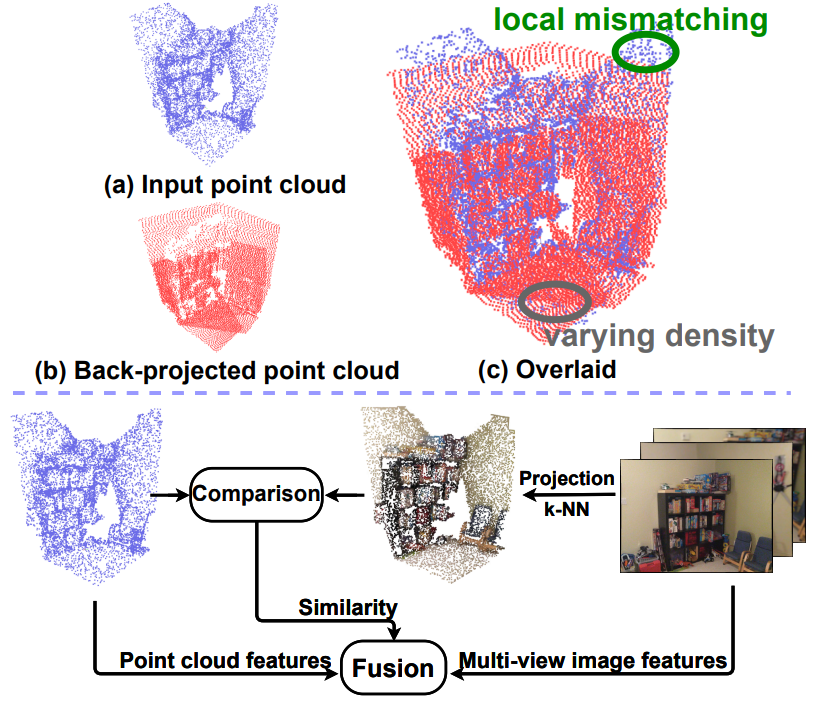 local mismatching
(a) Input point cloud
varying density
(b) Back-projected point cloud
(c) Overlaid
Comparison
Projection
k-NN
Similarity
Point cloud features
Fusion
Multi-view image features